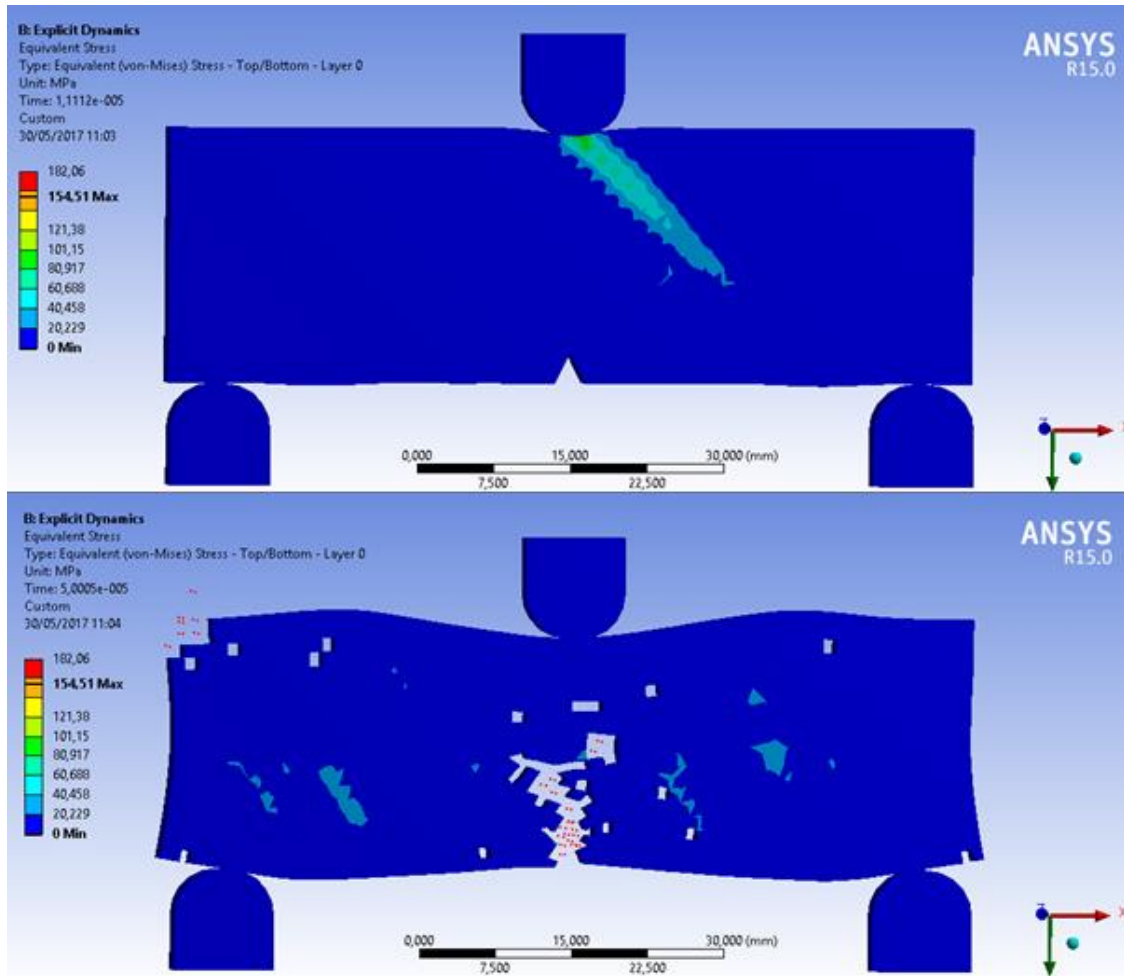 B: Explicit Dynamics
Equivalent Stress
Type: Equivalent (von-Mises) Stress - Top/Bottom - Layer 0
Unit: MPa
Time: 1,1112e-005
Custom
30/05/2017 11:03
ANSYS
R15.0
182,06
154,51 Max
121,38
101,15
80,917
60,688
40,458
20,229
0 Min
0,000 15,000 30,000 (mm)
7,500 22,500
B: Explicit Dynamics
Equivalent Stress
Type: Equivalent (von-Mises) Stress - Top/Bottom - Layer 0
Unit: MPa
Time: 5,0005e-005
Custom
30/05/2017 11:04
ANSYS
R15.0
182,06
154,51 Max
121,38
101,15
80,917
60,688
40,458
20,229
0 Min
1
X
0,000 15,000 30,000 (mm)
7,500 22,500